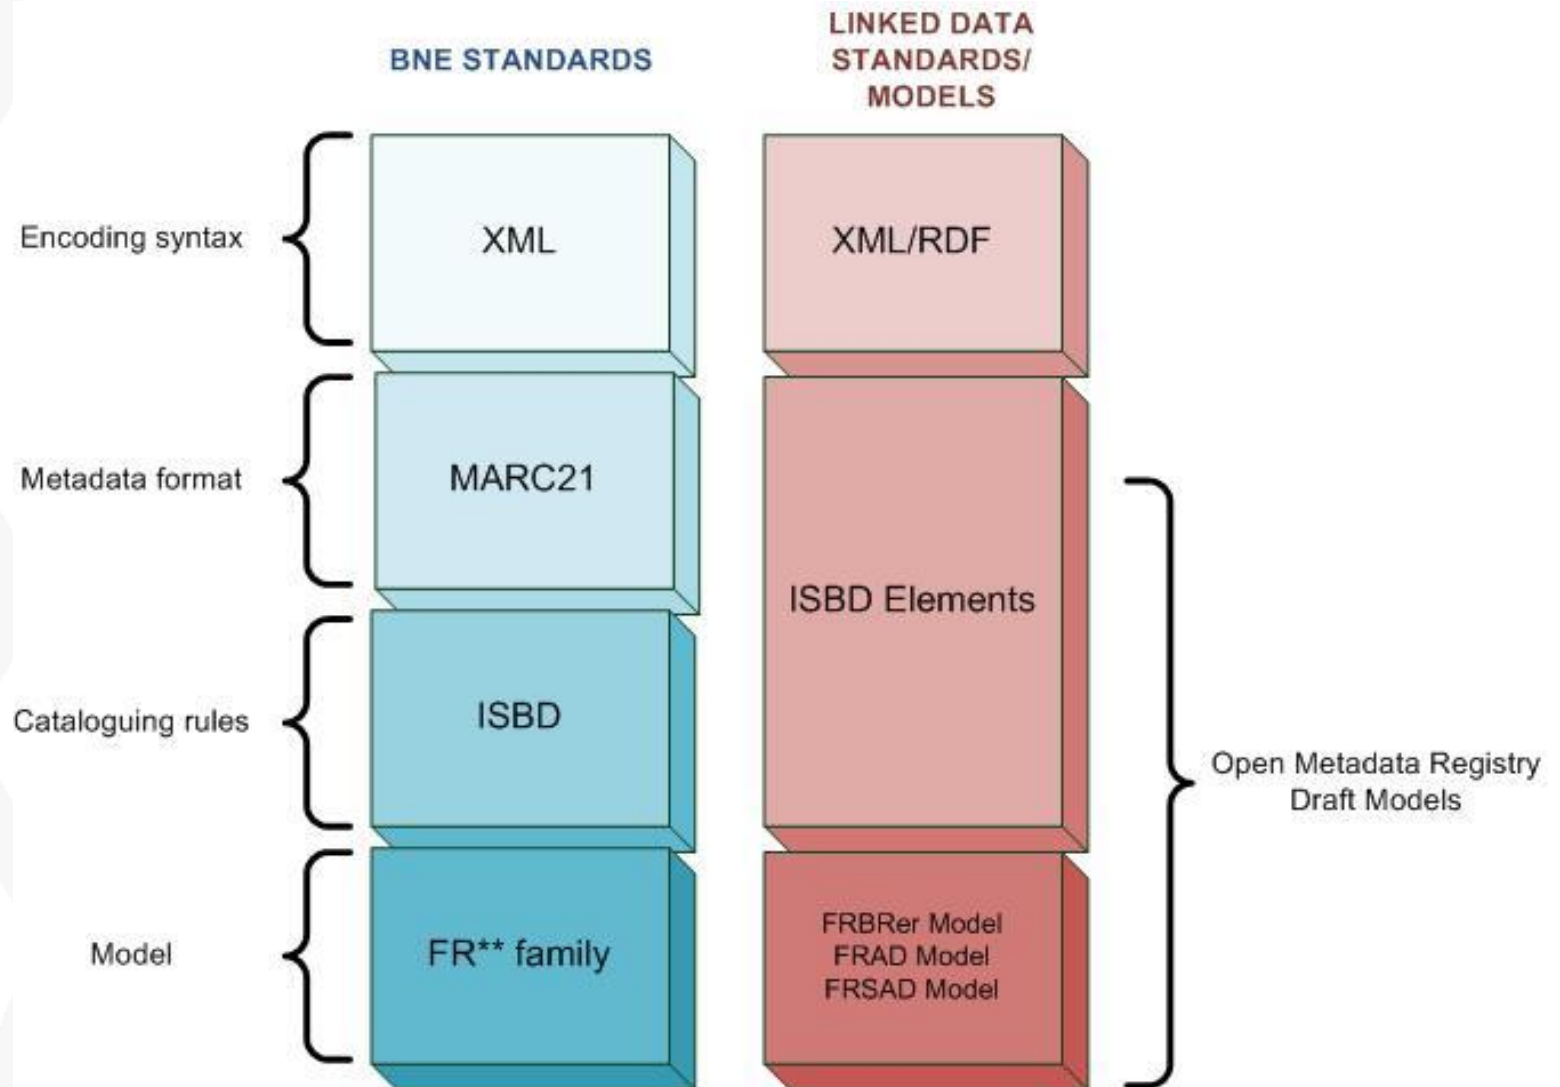 BNE STANDARDS
LINKED DATA
STANDARDS/
MODELS
Encoding syntax
XML
XML/RDF
Metadata format
MARC21
ISBD Elements
Cataloguing rules
ISBD
Open Metadata Registry
Draft Models
Model
FR** family
FRBRer Model
FRAD Model
FRSAD Model